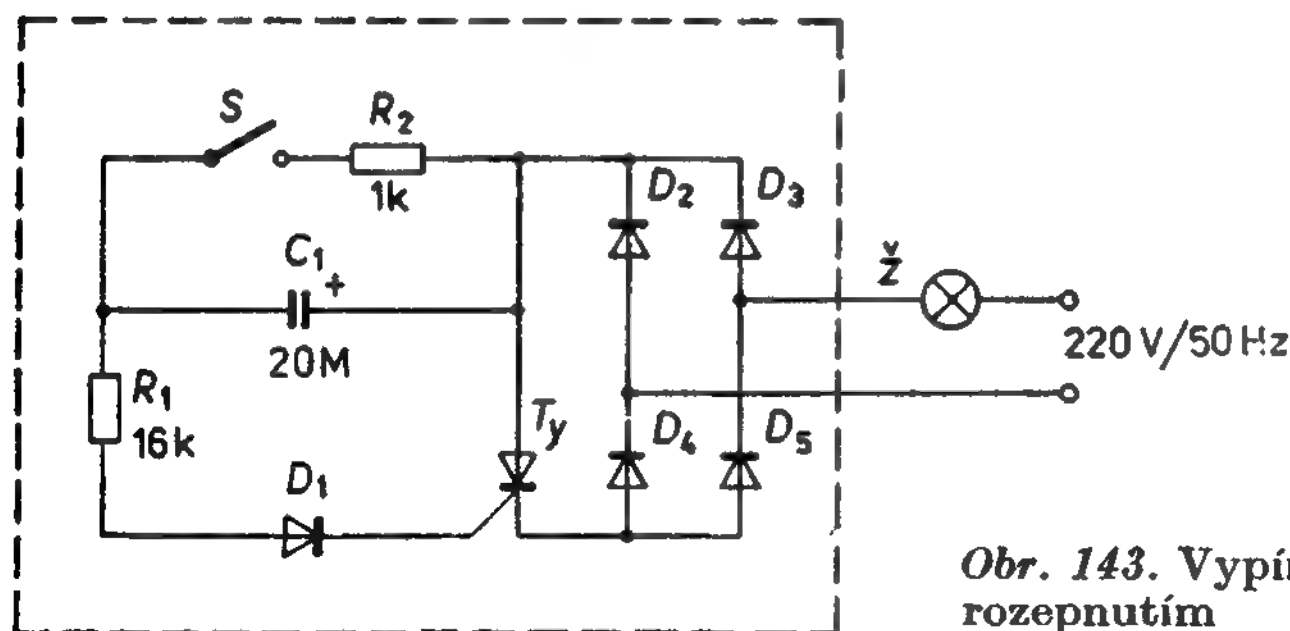 S
R₂
1k
D₂
D₃
C₁
+
20M
ž
220 V/50 Hz
R₁
16k
Ty
D₄
D₅
D₁
Obr. 143.
rozepnutím